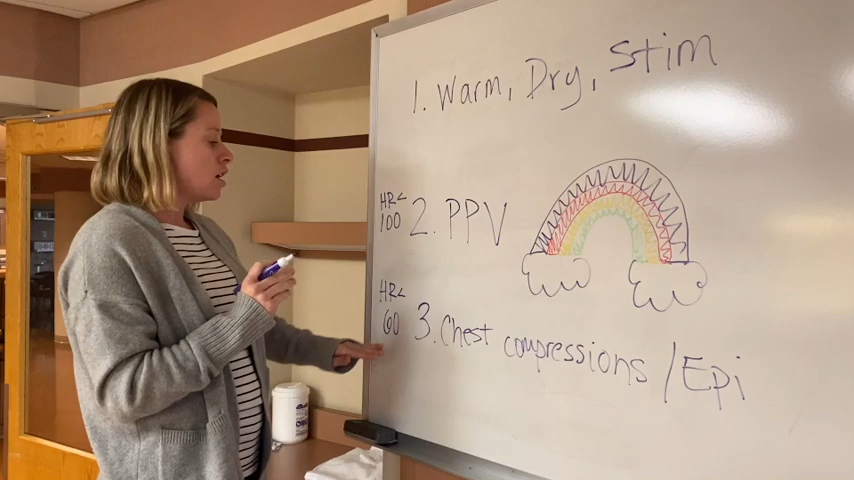 1. Warm, Dry, Stim
HR<
100
2. PPV
HR<
60
3. Chest compressions / Epi